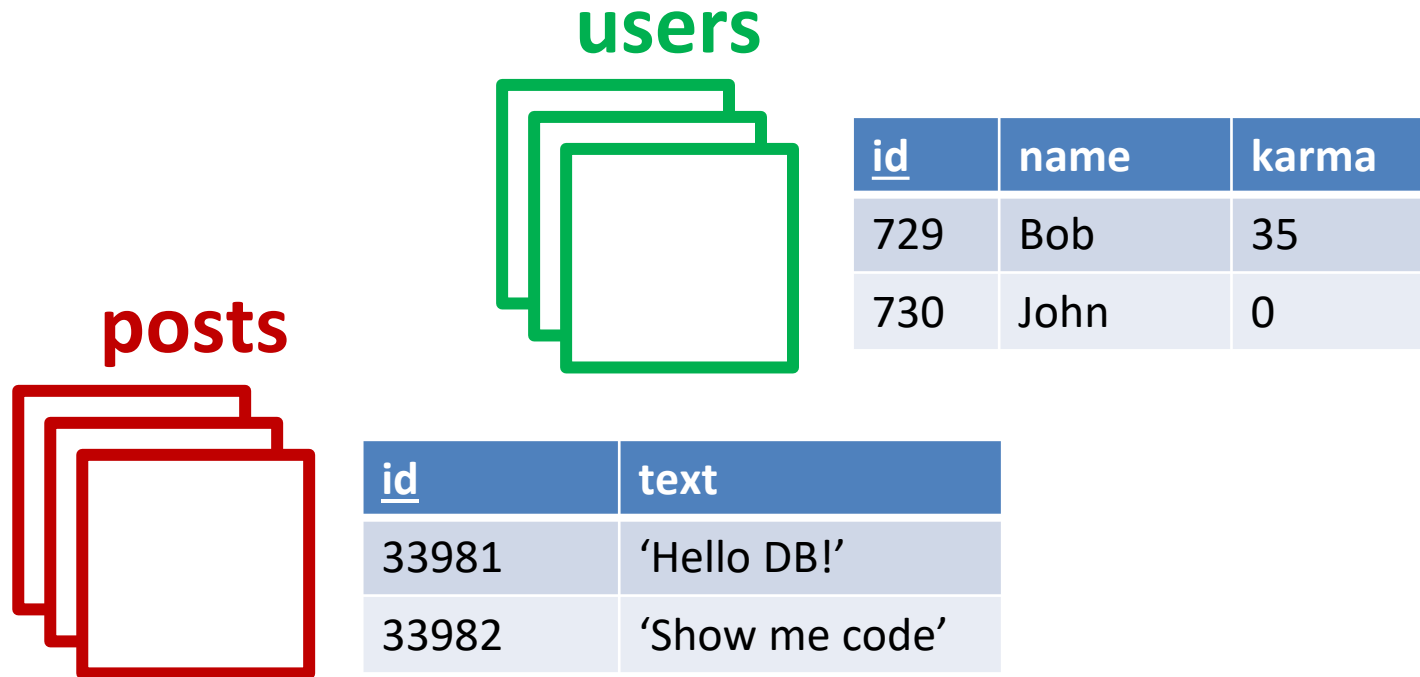 users
id name karma
729 Bob 35
730 John 0
posts
id text
33981 ‘Hello DB!’
33982 ‘Show me code’